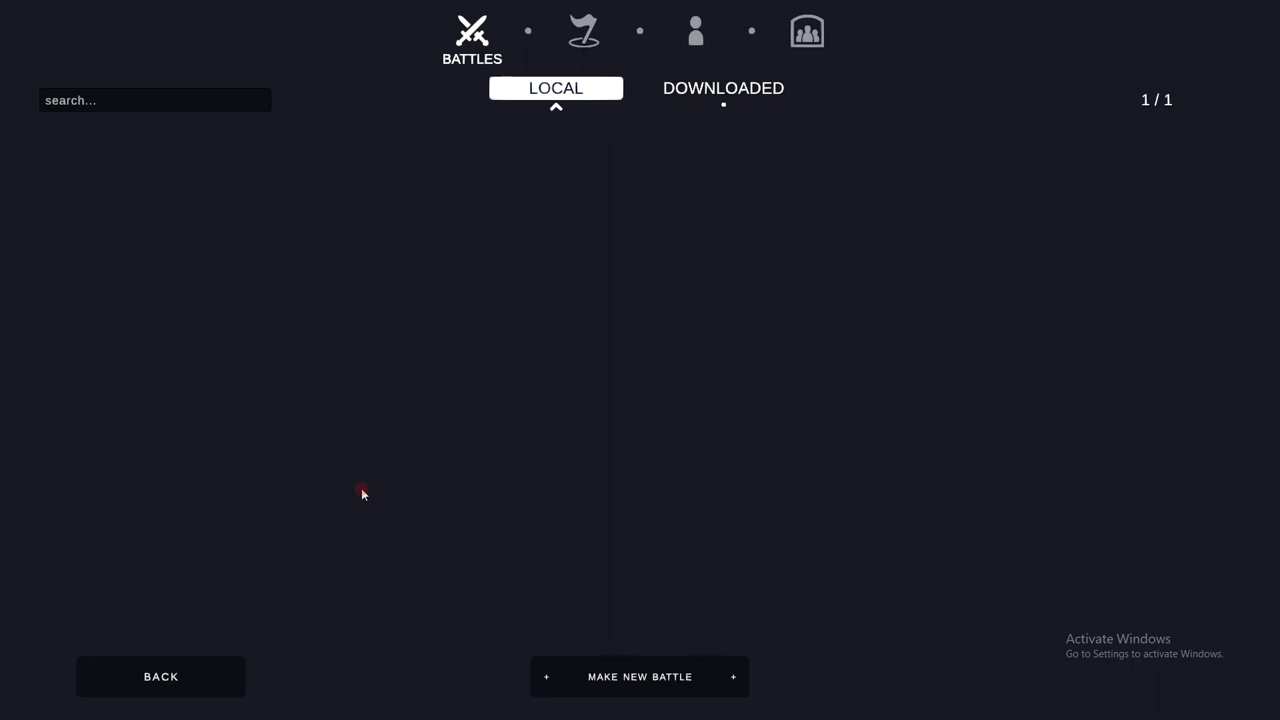 BATTLES
LOCAL
DOWNLOADED
search...
1 / 1
Activate Windows
Go to Settings to activate Windows.
BACK
+ MAKE NEW BATTLE +